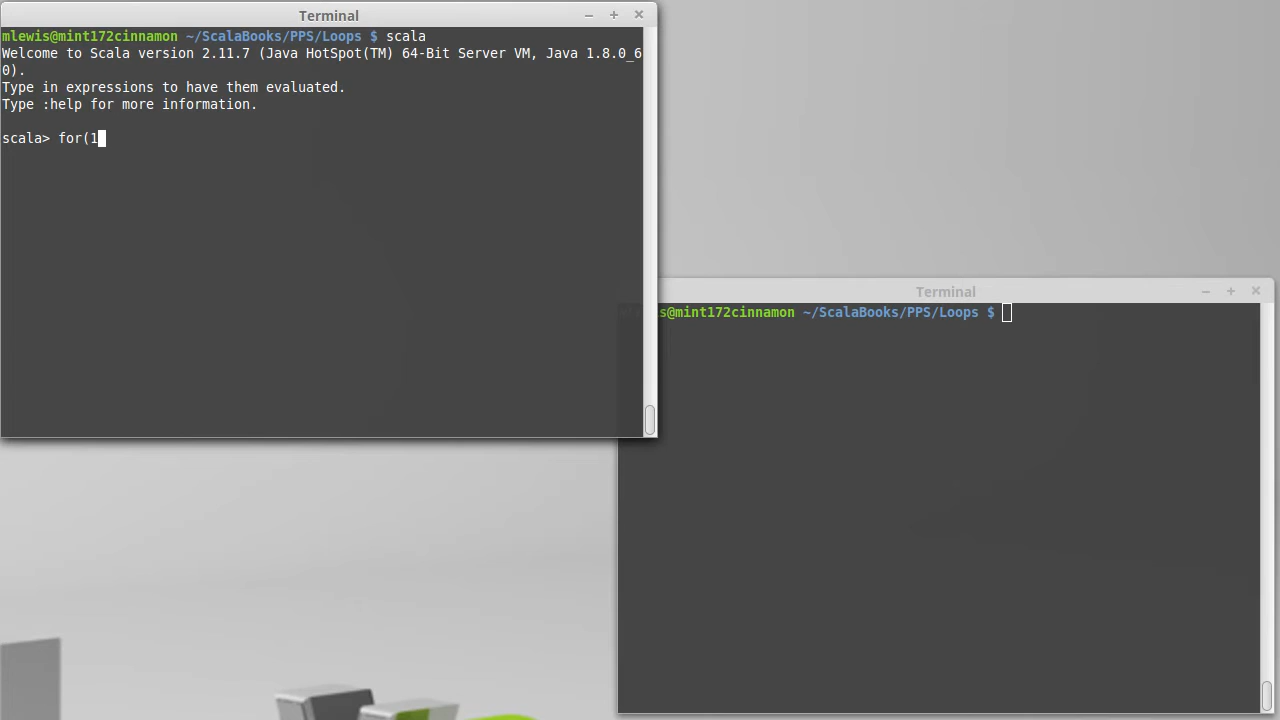 Terminal
mlewis@mint172cinnamon ~/ScalaBooks/PPS/Loops $ scala
Welcome to Scala version 2.11.7 (Java HotSpot(TM) 64-Bit Server VM, Java 1.8.0_6
0).
Type in expressions to have them evaluated.
Type :help for more information.
scala> for(1
Terminal
s@mint172cinnamon ~/ScalaBooks/PPS/Loops $